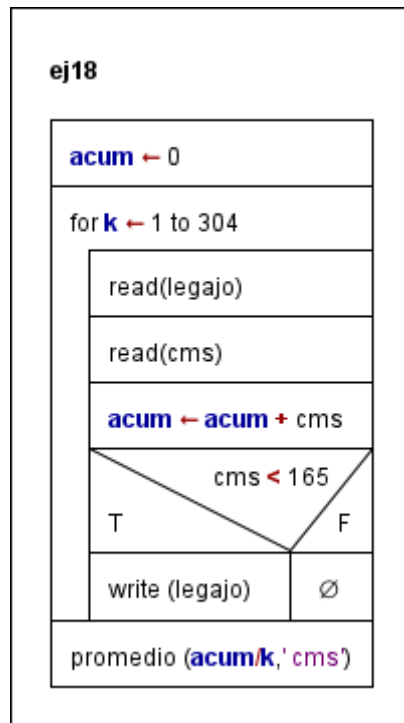 ej18
acum ← 0
for k ← 1 to 304
read(legajo)
read(cms)
acum ← acum + cms
cms < 165
T F
write (legajo) ∅
promedio (acum/k,' cms')